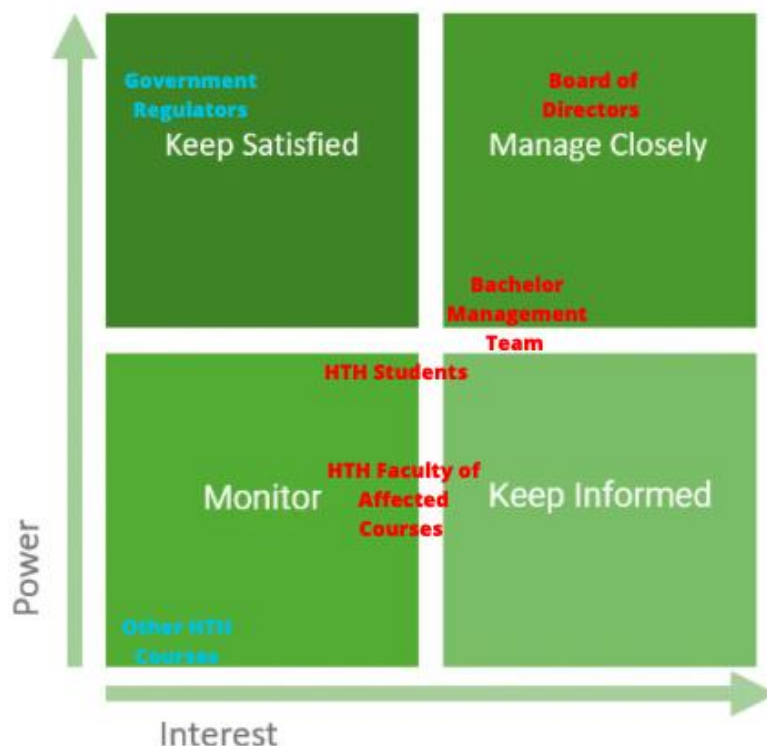 Government
Regulators
Keep Satisfied
Board of
Directors
Manage Closely
Bachelor
Management
Team
HTH Students
HTH Faculty of
Affected
Courses
Monitor
Keep Informed
Other HTH
Courses
Power
Interest